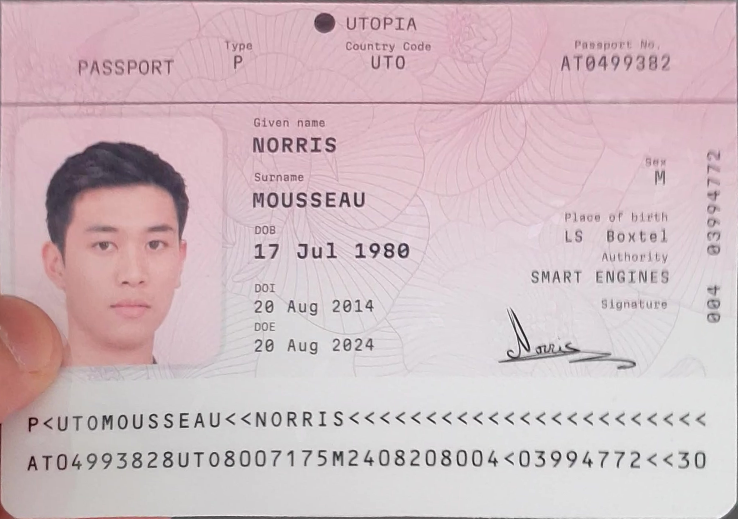 UTOPIA
PASSPORT
Type
P
Country Code
UTO
Passport No.
AT0499382
Given name
NORRIS
Surname
MOUSSEAU
DOB
17 Jul 1980
DOI
20 Aug 2014
DOE
20 Aug 2024
Sex
M
Place of birth
LS Boxtel
Authority
SMART ENGINES
Signature
Norris
004 03994772
P<UTOMOUSSEAU<<NORRIS<<<<<<<<<<<<<<<<<<<<<<<
AT04993828UTO8007175M2408208004<03994772<<30